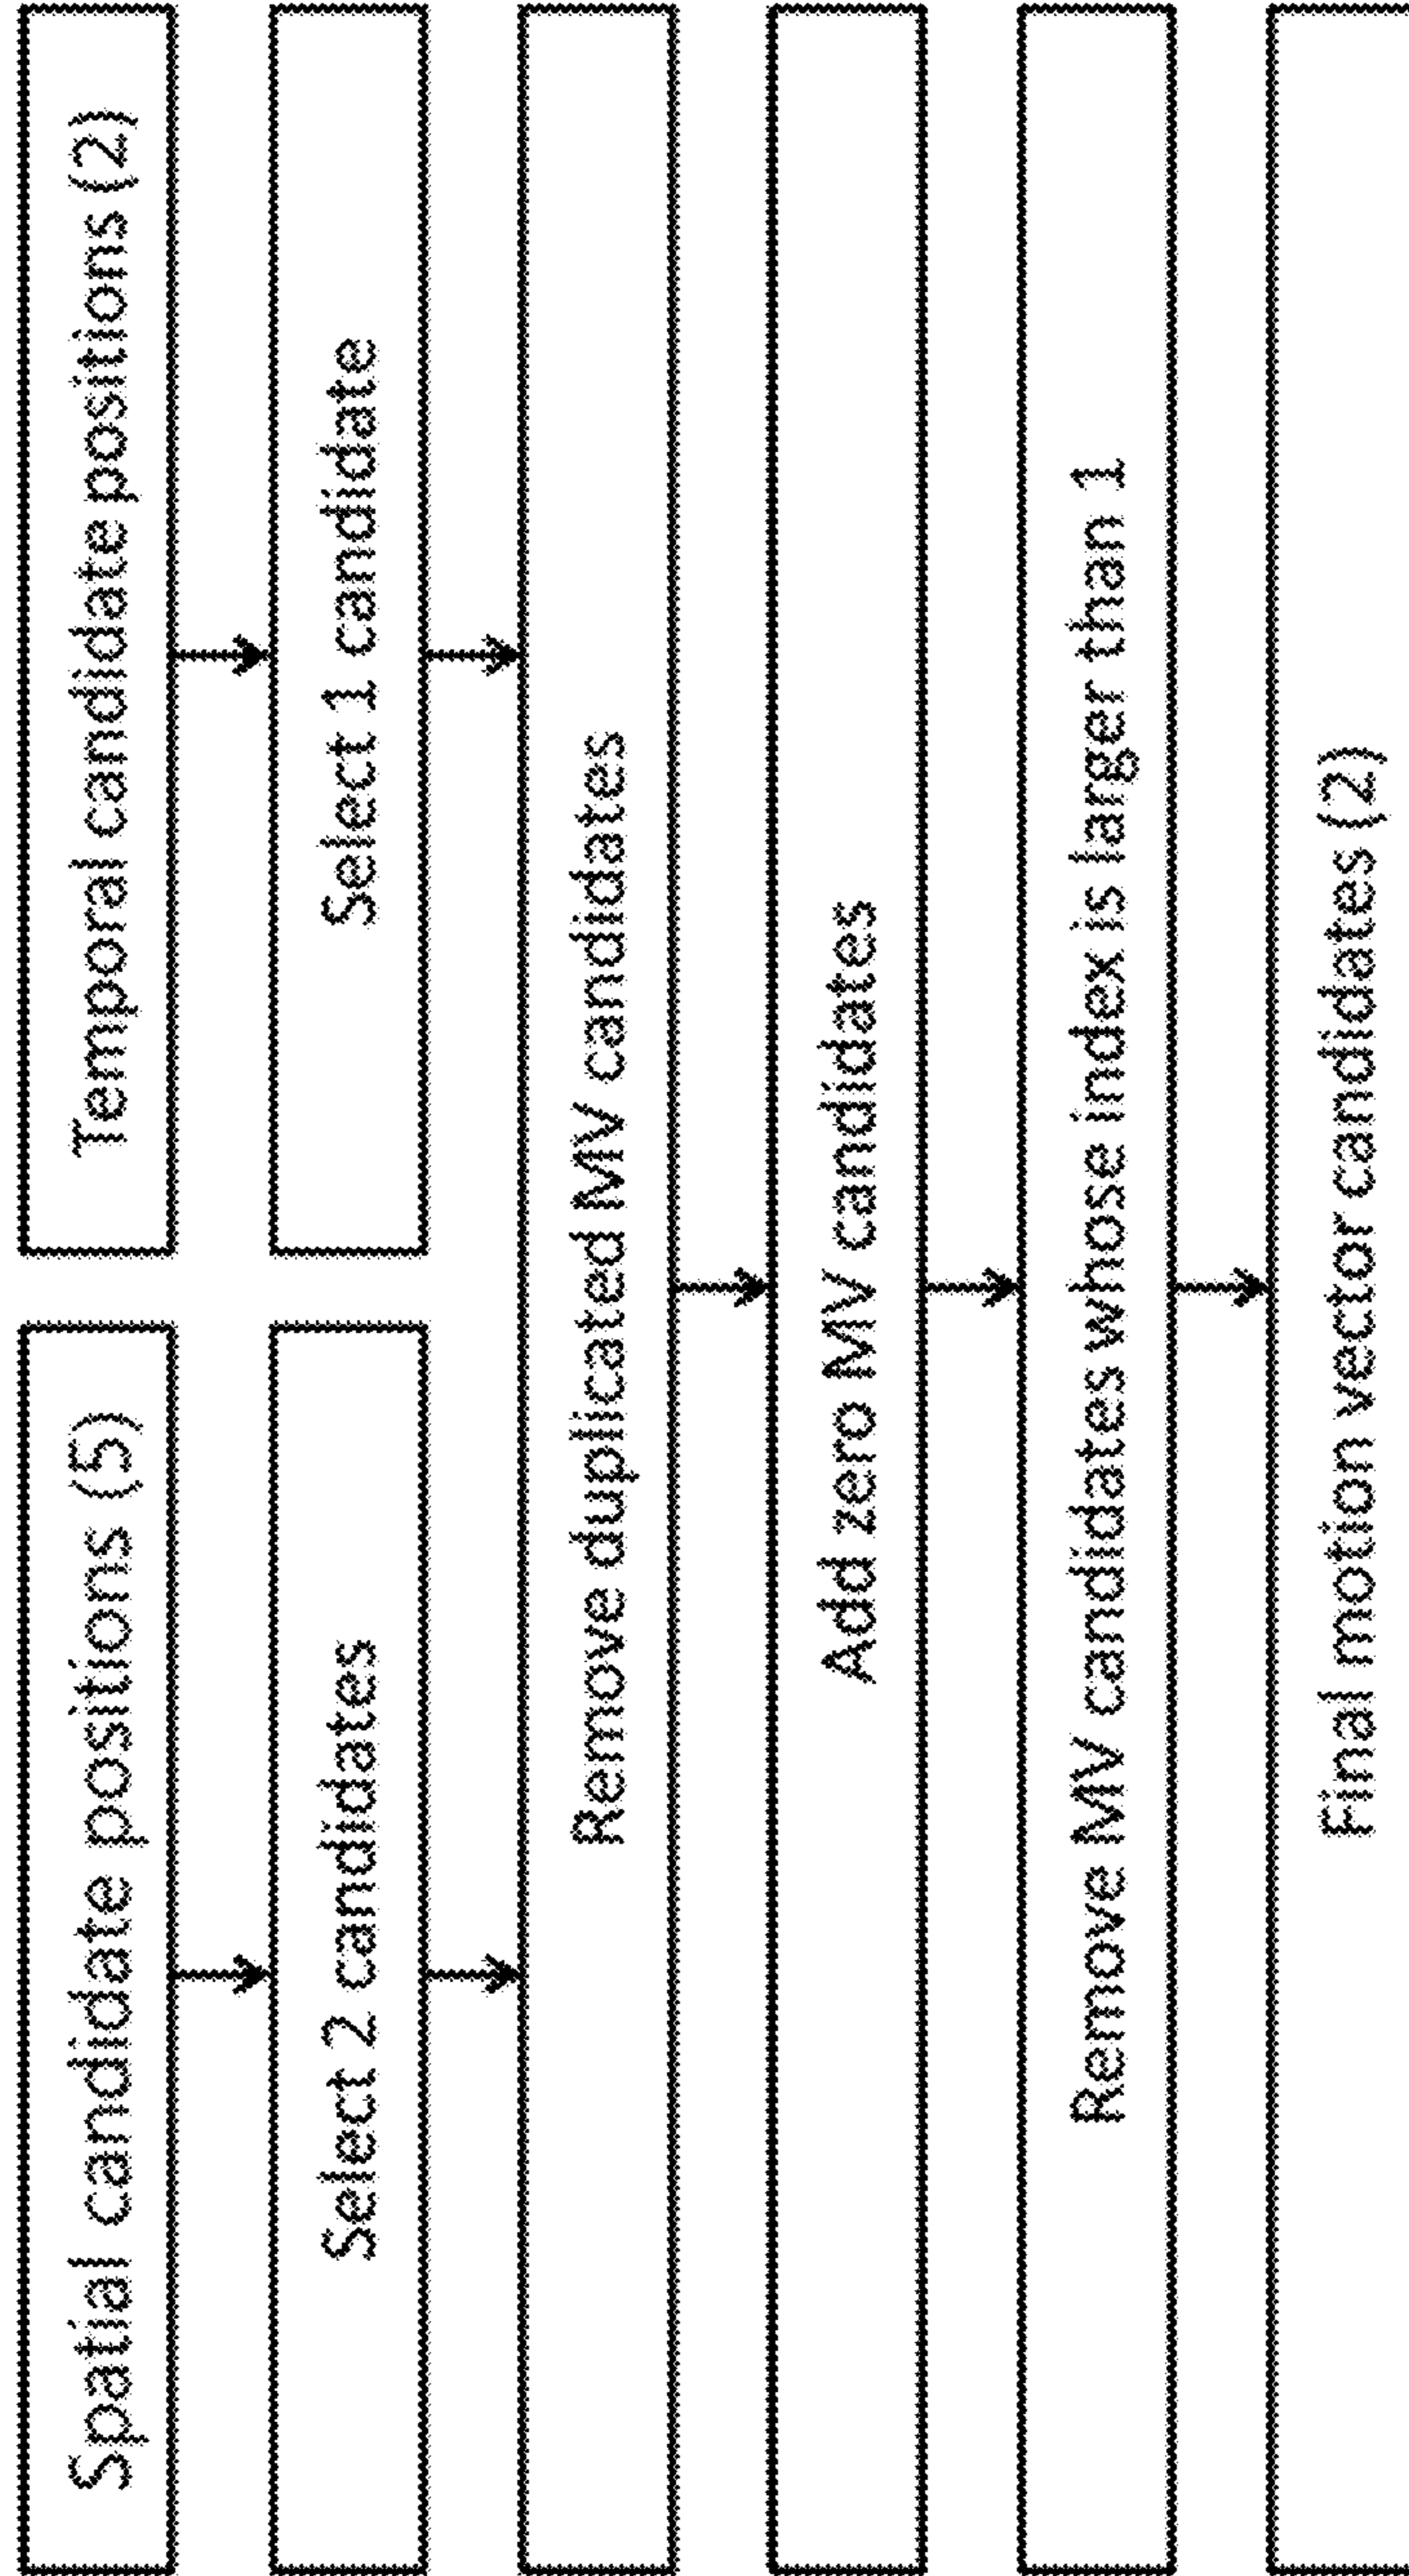 Spatial candidate positions (5)
Temporal candidate positions (2)
Select 2 candidates
Select 1 candidate
Remove duplicated MV candidates
Add zero MV candidates
Remove MV candidates whose index is larger than 1
Final motion vector candidates (2)